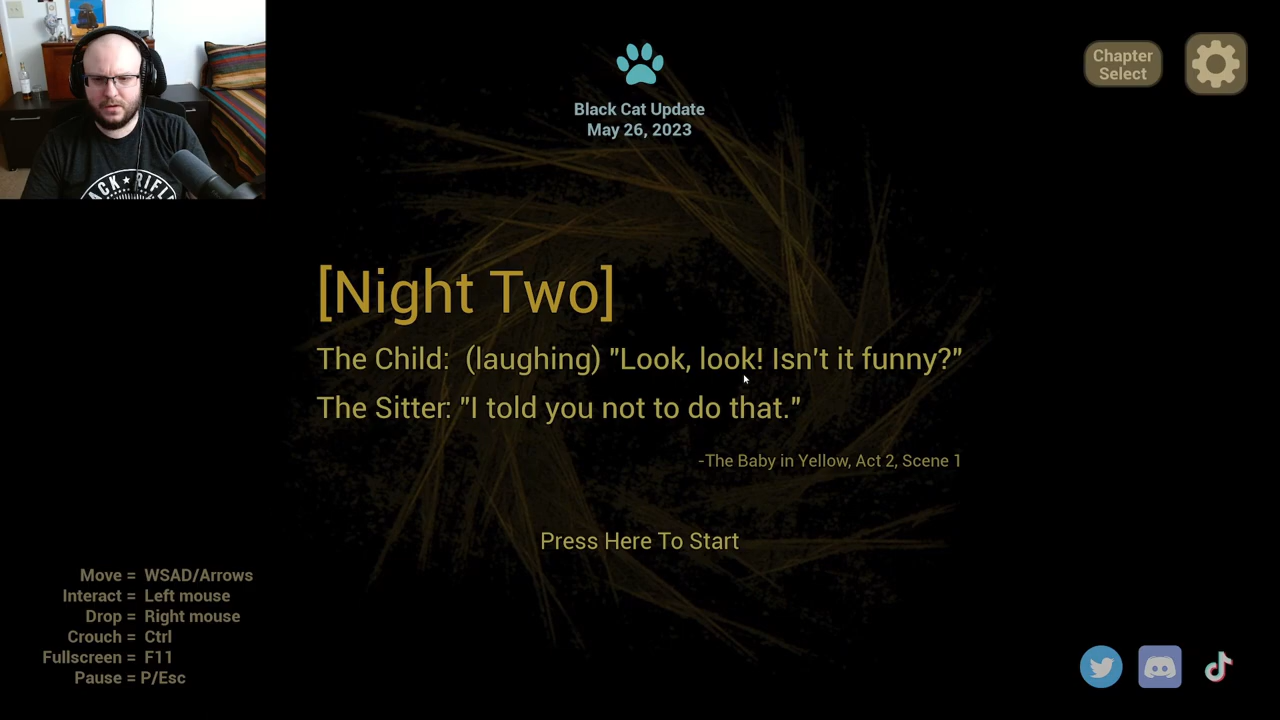 Black Cat Update
May 26, 2023
Chapter
Select
[Night Two]
The Child:  (laughing) "Look, look! Isn't it funny?"
The Sitter: "I told you not to do that."
-The Baby in Yellow, Act 2, Scene 1
Press Here To Start
Move = WSAD/Arrows
Interact = Left mouse
Drop = Right mouse
Crouch = Ctrl
Fullscreen = F11
Pause = P/Esc